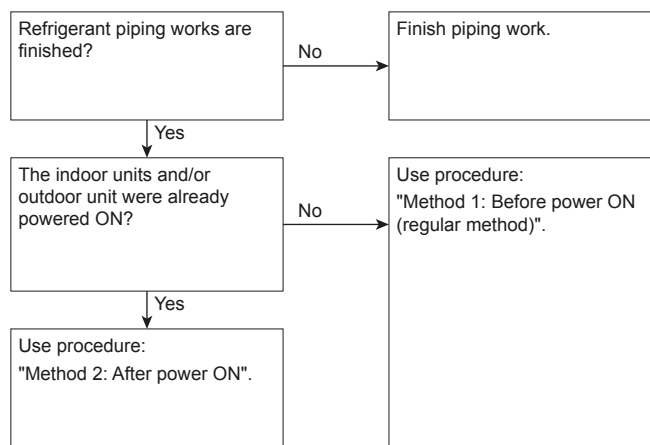 Refrigerant piping works are
finished?
No
Finish piping work.
Yes
The indoor units and/or
outdoor unit were already
powered ON?
No
Use procedure:
"Method 1: Before power ON
(regular method)".
Yes
Use procedure:
"Method 2: After power ON".